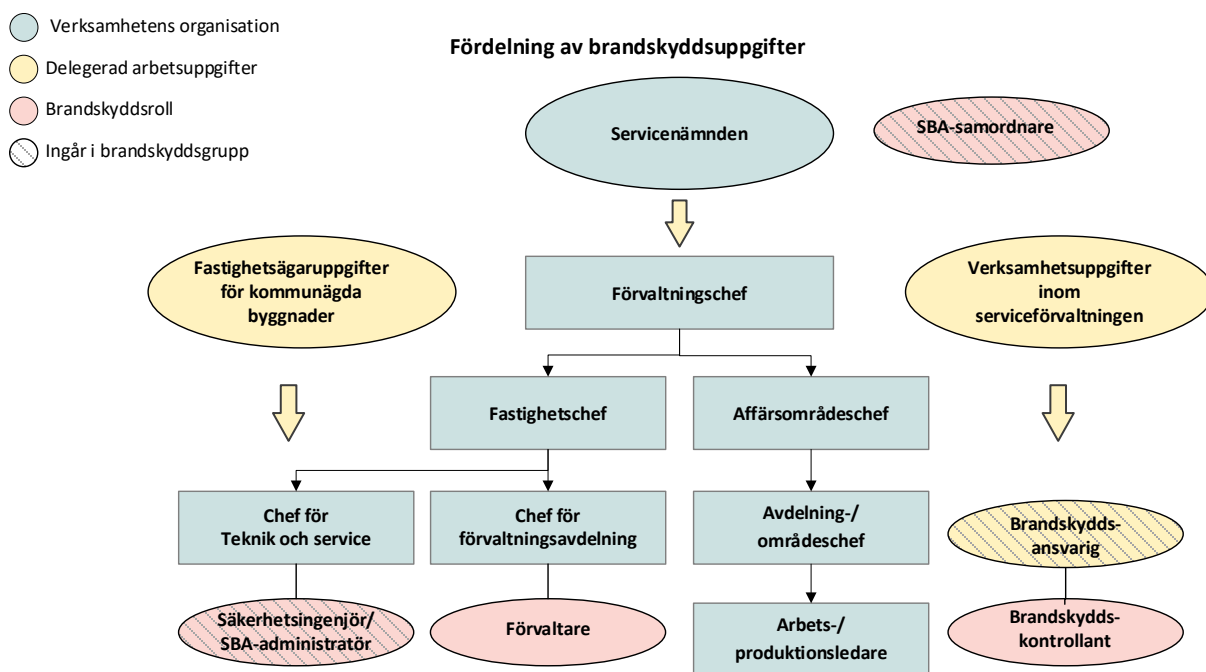 Verksamhetens organisation
Delegerad arbetsuppgifter
Brandskyddsroll
Ingår i brandskyddsgrupp
Fördelning av brandskyddsuppgifter
Servicenämnden
SBA-samordnare
Fastighetsägaruppgifter
för kommunägda
byggnader
Förvaltningschef
Verksamhetsuppgifter
inom
serviceförvaltningen
Fastighetschef
Affärsområdeschef
Chef för
Teknik och service
Chef för
förvaltningsavdelning
Avdelning-/
områdeschef
Brandskydds-
ansvarig
Säkerhetsingenjör/
SBA-administratör
Förvaltare
Arbets-/
produktionsledare
Brandskydds-
kontrollant